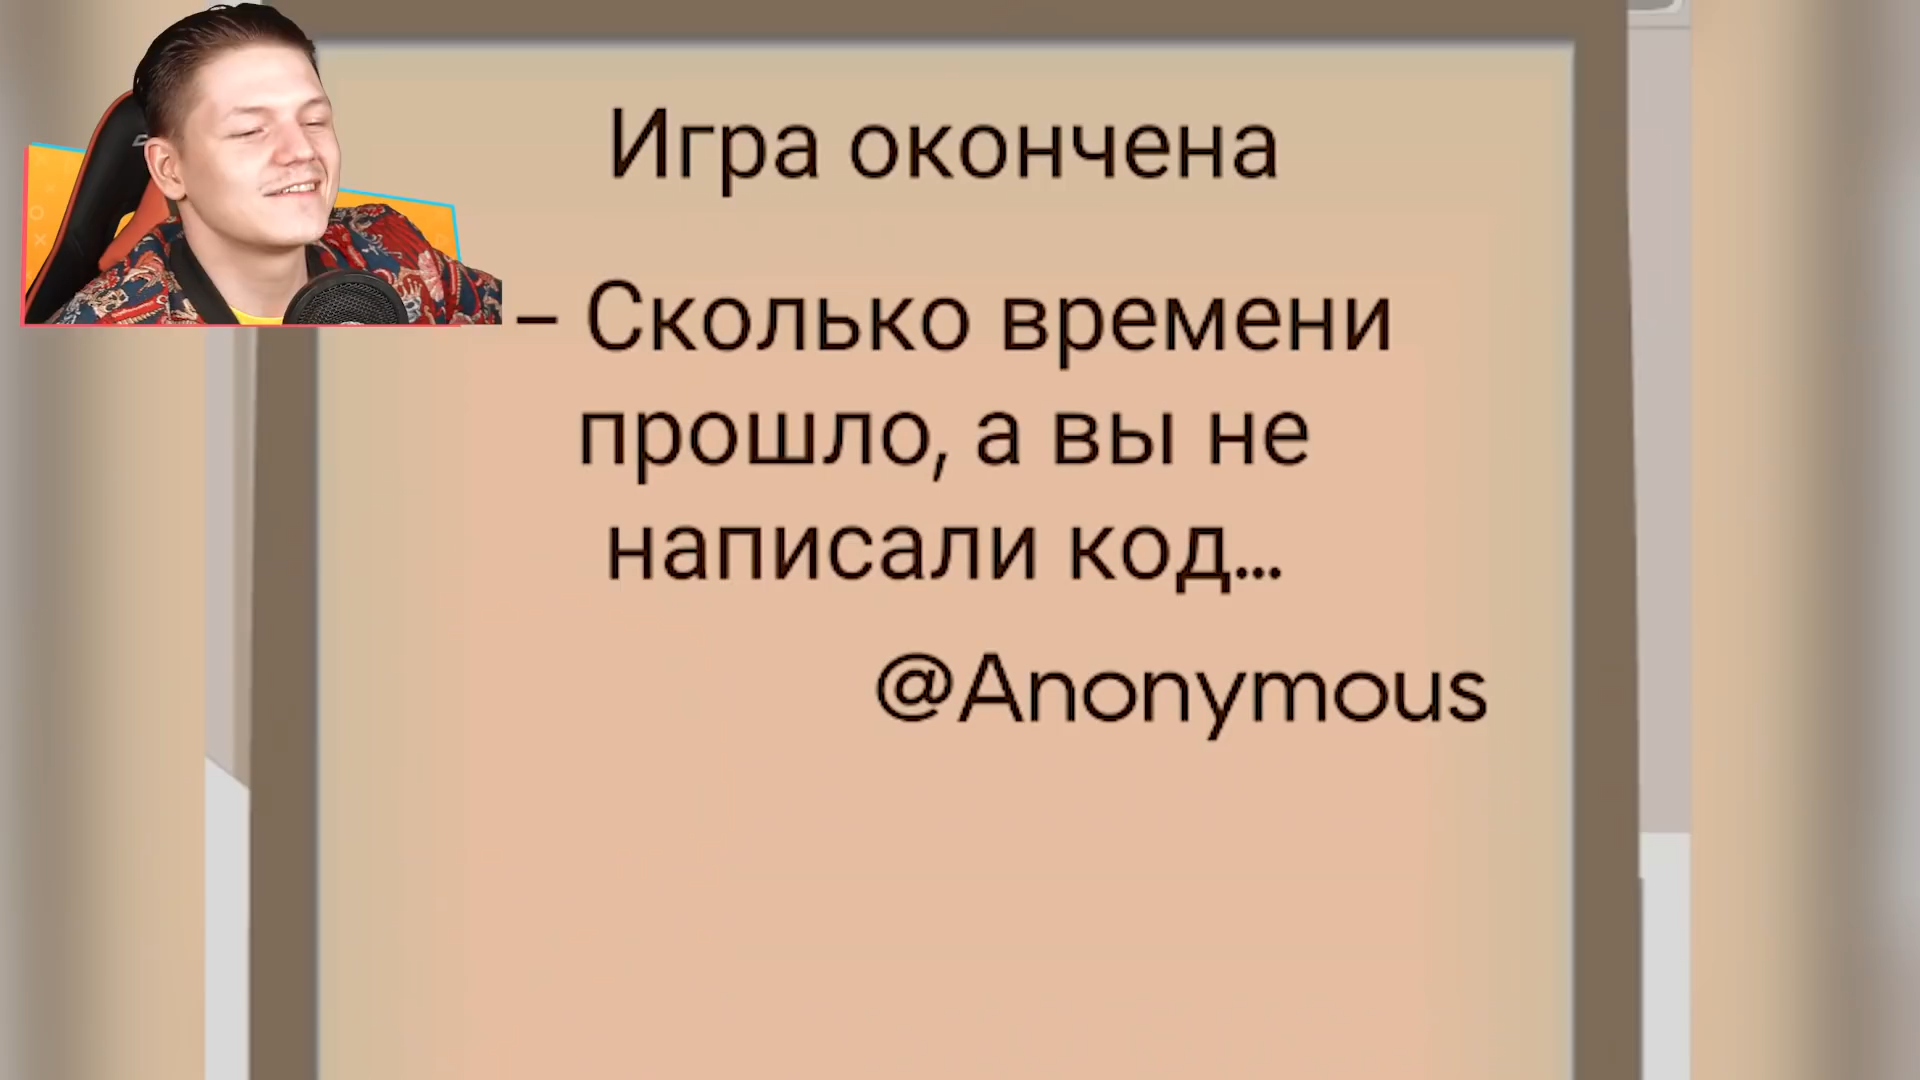 Игра окончена
– Сколько времени
прошло, а вы не
написали код...
@Anonymous